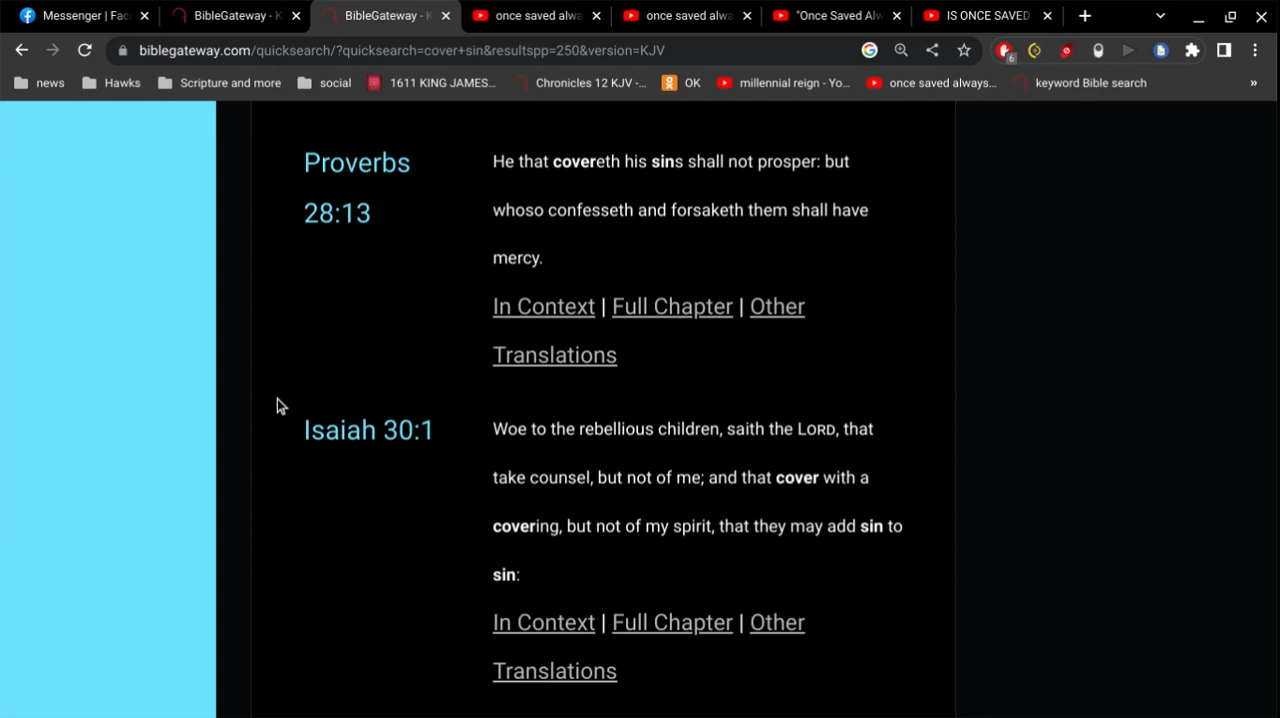 Messenger | Fac
BibleGateway - K
BibleGateway - K
once saved alwa
once saved alwa
"Once Saved Alw
IS ONCE SAVED
biblegateway.com/quicksearch/?quicksearch=cover+sin&resultspp=250&version=KJV
6
news
Hawks
Scripture and more
social
1611 KING JAMES...
Chronicles 12 KJV -...
OK
millennial reign - Yo...
once saved always...
keyword Bible search
»
Proverbs
28:13
He that covereth his sins shall not prosper: but
whoso confesseth and forsaketh them shall have
mercy.
In Context | Full Chapter | Other
Translations
Isaiah 30:1
Woe to the rebellious children, saith the LORD, that
take counsel, but not of me; and that cover with a
covering, but not of my spirit, that they may add sin to
sin:
In Context | Full Chapter | Other
Translations